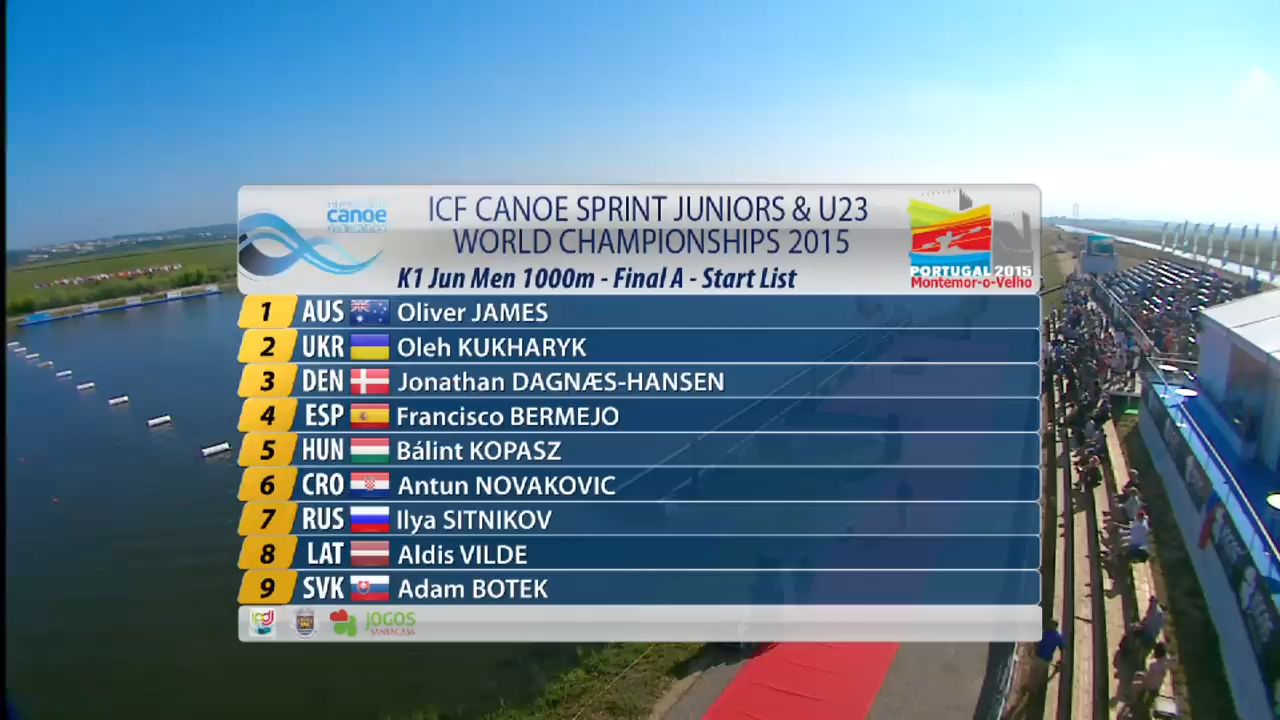 international
canoe
federation
ICF CANOE SPRINT JUNIORS & U23
WORLD CHAMPIONSHIPS 2015
K1 Jun Men 1000m - Final A - Start List
PORTUGAL 2015
Montemor-o-Velho
1 AUS Oliver JAMES
2 UKR Oleh KUKHARYK
3 DEN Jonathan DAGNÆS-HANSEN
4 ESP Francisco BERMEJO
5 HUN Bálint KOPASZ
6 CRO Antun NOVAKOVIC
7 RUS Ilya SITNIKOV
8 LAT Aldis VILDE
9 SVK Adam BOTEK
JOGOS
SANTACASA